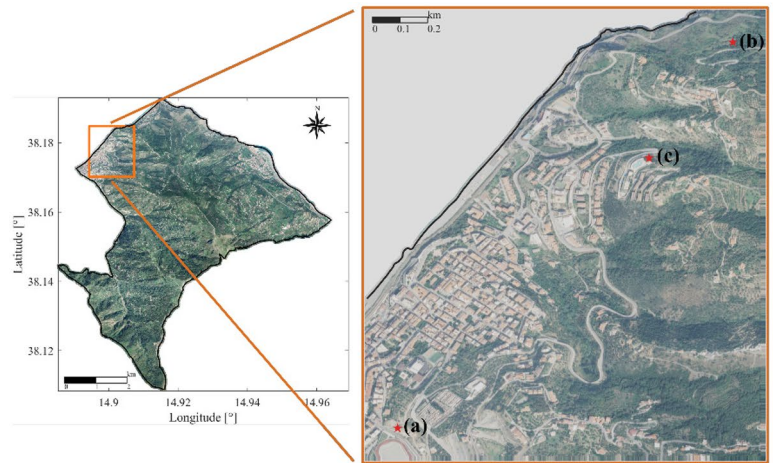 km
0 0.1 0.2
(b)
(c)
(a)
N
38.18
38.16
38.14
38.12
Latitude [°]
km
0 2
14.9 14.92 14.94 14.96
Longitude [°]